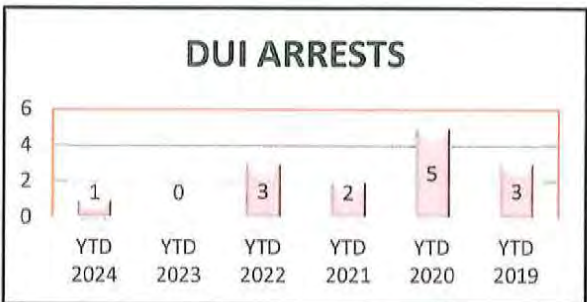 DUI ARRESTS
6
4
2
0
1 0 3 2 5 3
YTD YTD YTD YTD YTD YTD
2024 2023 2022 2021 2020 2019